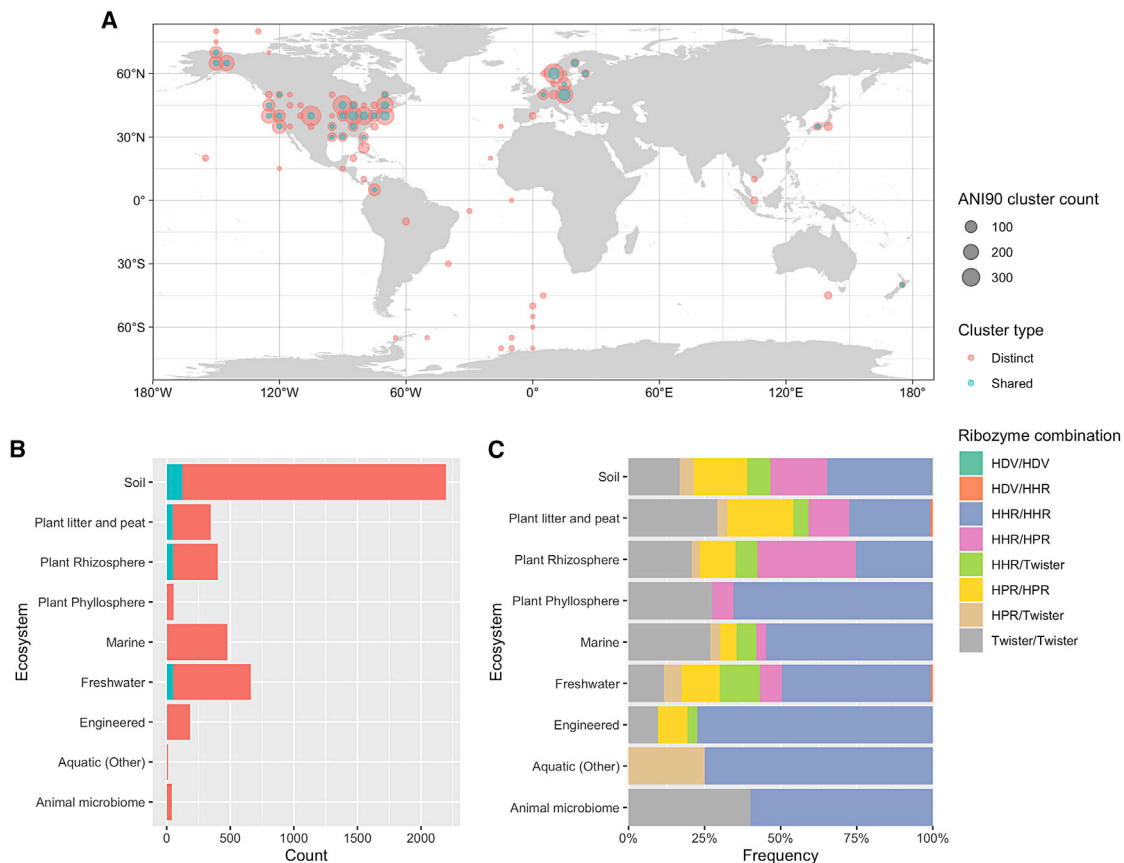 A
60°N
30°N
0°
30°S
60°S
180°W
120°W
60°W
0°
60°E
120°E
180°
ANI90 cluster count
100
200
300
Cluster type
Distinct
Shared
B
Ecosystem
Soil
Plant litter and peat
Plant Rhizosphere
Plant Phyllosphere
Marine
Freshwater
Engineered
Aquatic (Other)
Animal microbiome
0
500
1000
1500
2000
Count
C
Ecosystem
Soil
Plant litter and peat
Plant Rhizosphere
Plant Phyllosphere
Marine
Freshwater
Engineered
Aquatic (Other)
Animal microbiome
0%
25%
50%
75%
100%
Frequency
Ribozyme combination
HDV/HDV
HDV/HHR
HHR/HHR
HHR/HPR
HHR/Twister
HPR/HPR
HPR/Twister
Twister/Twister